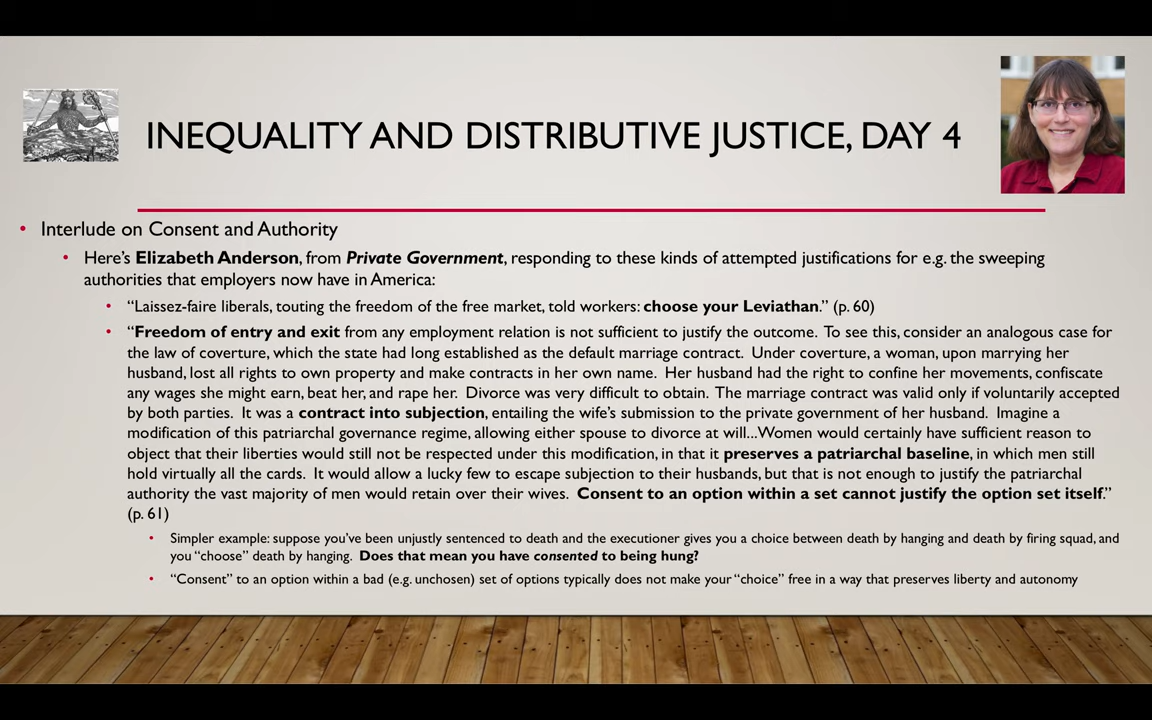 INEQUALITY AND DISTRIBUTIVE JUSTICE, DAY 4
• Interlude on Consent and Authority
• Here's Elizabeth Anderson, from Private Government, responding to these kinds of attempted justifications for e.g. the sweeping
authorities that employers now have in America:
• “Laissez-faire liberals, touting the freedom of the free market, told workers: choose your Leviathan.” (p. 60)
• “Freedom of entry and exit from any employment relation is not sufficient to justify the outcome. To see this, consider an analogous case for
the law of coverture, which the state had long established as the default marriage contract. Under coverture, a woman, upon marrying her
husband, lost all rights to own property and make contracts in her own name. Her husband had the right to confine her movements, confiscate
any wages she might earn, beat her, and rape her. Divorce was very difficult to obtain. The marriage contract was valid only if voluntarily accepted
by both parties. It was a contract into subjection, entailing the wife's submission to the private government of her husband. Imagine a
modification of this patriarchal governance regime, allowing either spouse to divorce at will...Women would certainly have sufficient reason to
object that their liberties would still not be respected under this modification, in that it preserves a patriarchal baseline, in which men still
hold virtually all the cards. It would allow a lucky few to escape subjection to their husbands, but that is not enough to justify the patriarchal
authority the vast majority of men would retain over their wives. Consent to an option within a set cannot justify the option set itself.”
(p. 61)
• Simpler example: suppose you've been unjustly sentenced to death and the executioner gives you a choice between death by hanging and death by firing squad, and
you “choose” death by hanging. Does that mean you have consented to being hung?
• “Consent” to an option within a bad (e.g. unchosen) set of options typically does not make your “choice” free in a way that preserves liberty and autonomy